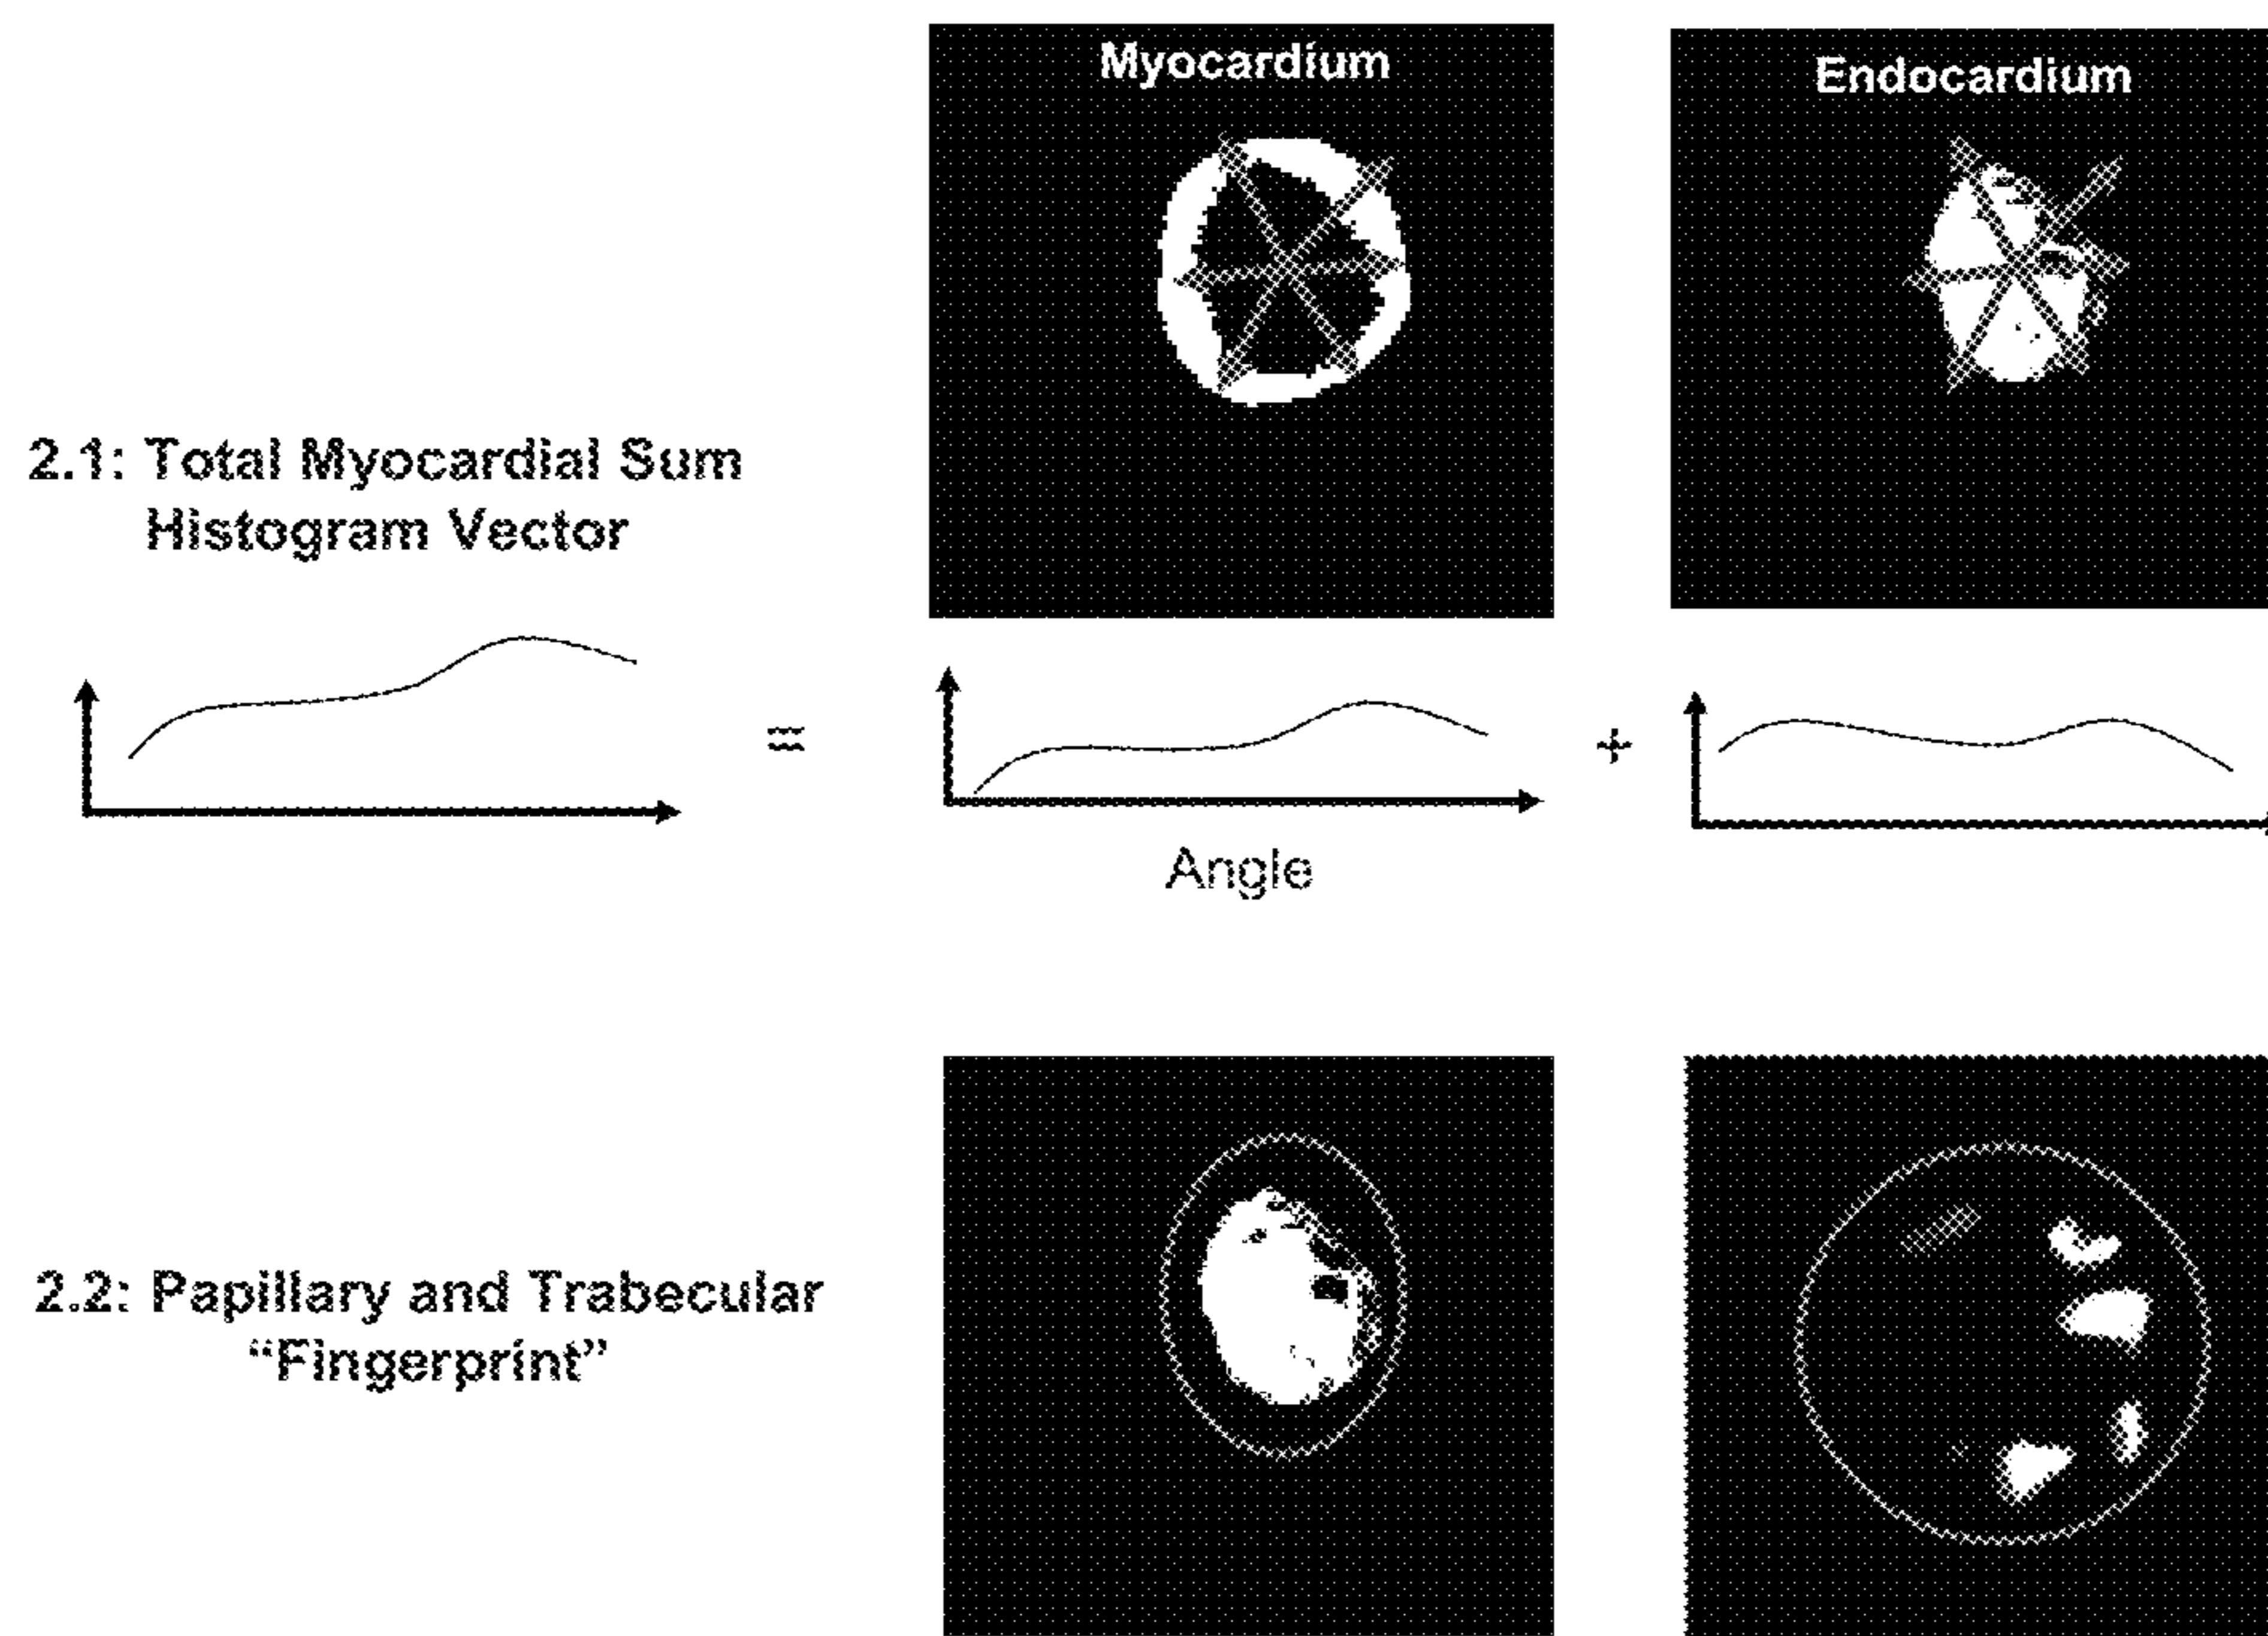 Myocardium
Endocardium
2.1: Total Myocardial Sum
Histogram Vector
=
+
Angle
2.2: Papillary and Trabecular
“Fingerprint”